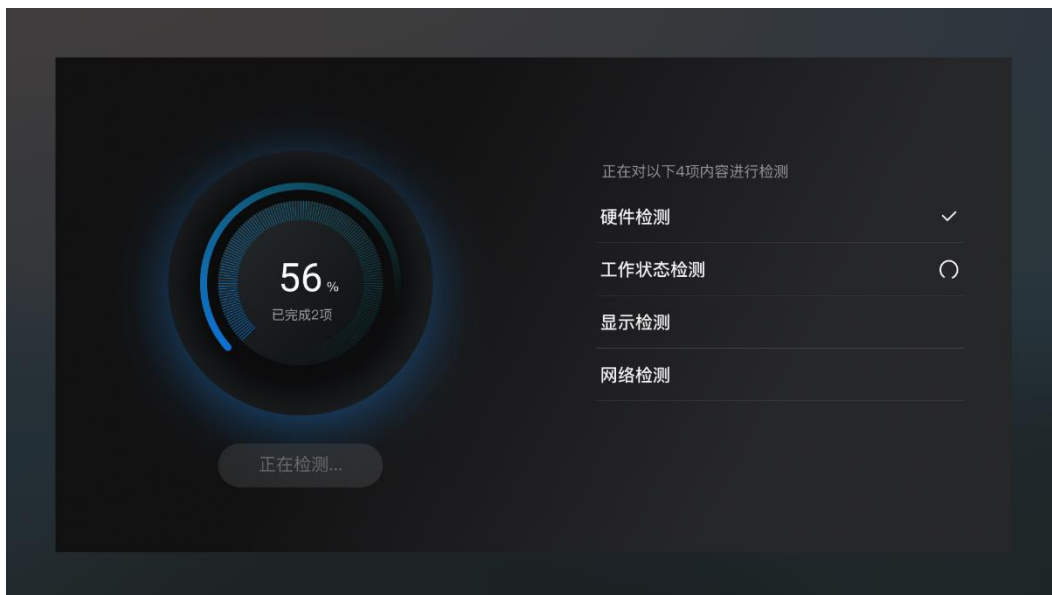 56%
已完成2项
正在检测...
正在对以下4项内容进行检测
硬件检测
工作状态检测
显示检测
网络检测